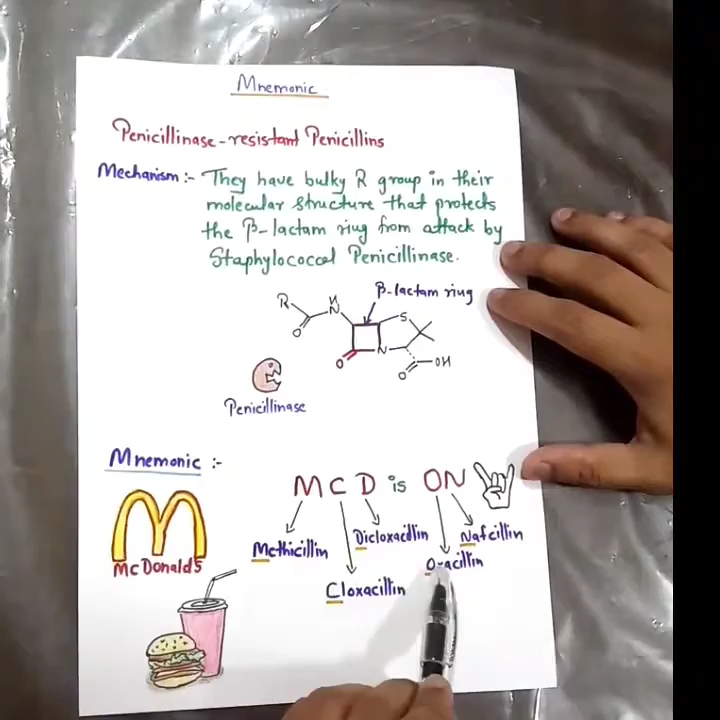 Mnemonic
Penicillinase-resistant Penicillins
Mechanism:- They have bulky R group in their
molecular structure that protects
the β-lactam ring from attack by
Staphylococcal Penicillinase.
β-lactam ring
R
H
N
O
S
N
O
O
OH
Penicillinase
Mnemonic :-
MCD is ON
McDonald's
Methicillin
Dicloxacillin
Nafcillin
Oxacillin
Cloxacillin